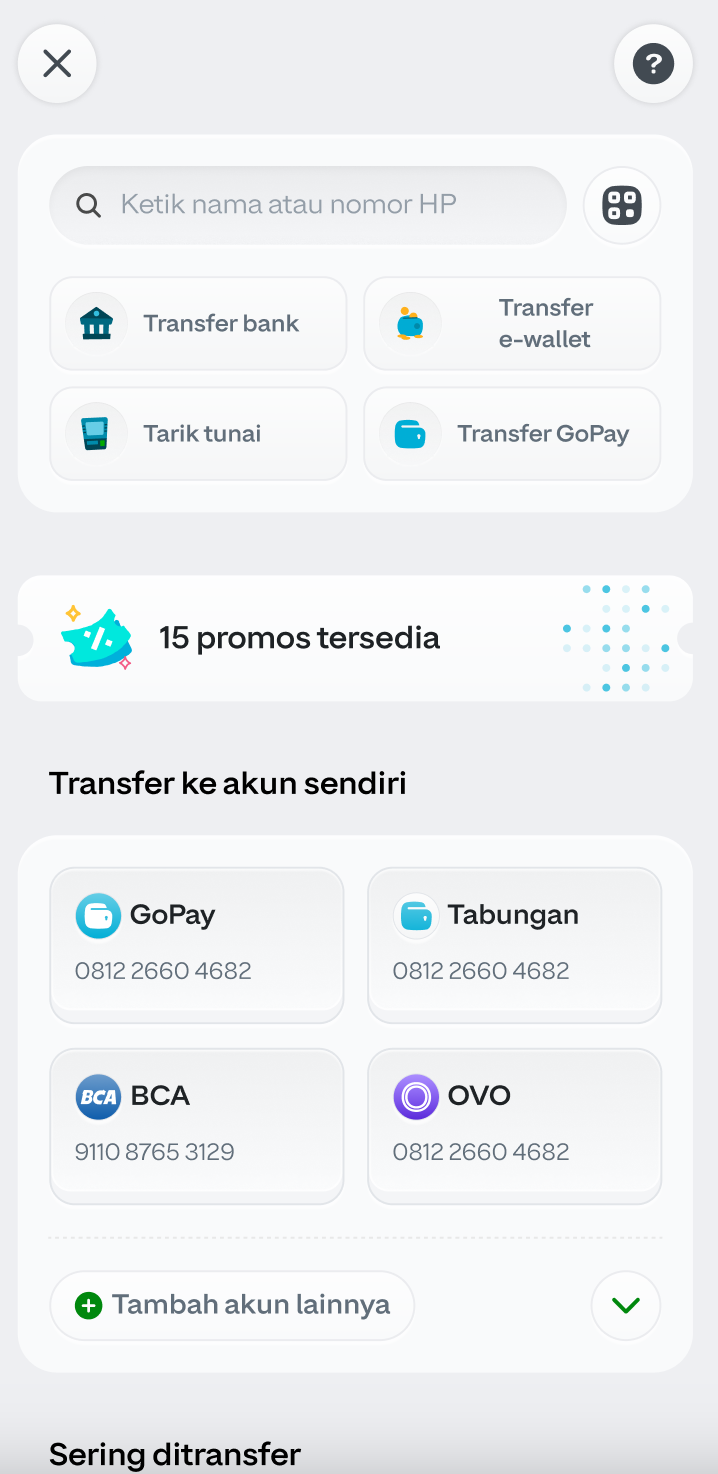 ?
Ketik nama atau nomor HP
Transfer bank
Transfer
e-wallet
Tarik tunai
Transfer GoPay
%
15 promos tersedia
Transfer ke akun sendiri
GoPay
0812 2660 4682
Tabungan
0812 2660 4682
BCA BCA
9110 8765 3129
OVO
0812 2660 4682
Tambah akun lainnya
Sering ditransfer